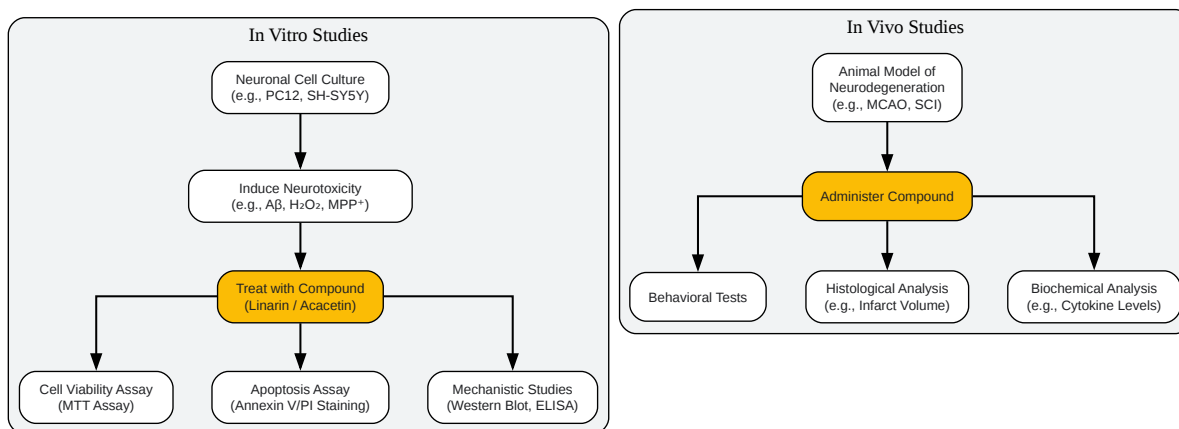 In Vitro Studies
Neuronal Cell Culture
(e.g., PC12, SH-SY5Y)
Induce Neurotoxicity
(e.g., Aβ, H₂O₂, MPP⁺)
Treat with Compound
(Linarin / Acacetin)
Cell Viability Assay
(MTT Assay)
Apoptosis Assay
(Annexin V/PI Staining)
Mechanistic Studies
(Western Blot, ELISA)
In Vivo Studies
Animal Model of
Neurodegeneration
(e.g., MCAO, SCI)
Administer Compound
Behavioral Tests
Histological Analysis
(e.g., Infarct Volume)
Biochemical Analysis
(e.g., Cytokine Levels)